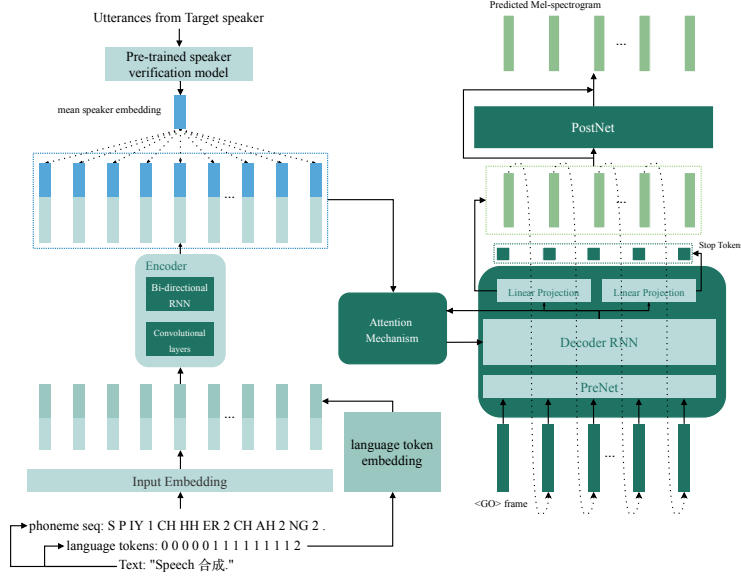 Utterances from Target speaker
Pre-trained speaker
verification model
mean speaker embedding
...
Encoder
Bi-directional
RNN
Convolutional
layers
...
Input Embedding
language token
embedding
phoneme seq: S P IY 1 CH HH ER 2 CH AH 2 NG 2 .
language tokens: 0 0 0 0 0 1 1 1 1 1 1 1 1 2
Text: "Speech 合成."
Attention
Mechanism
Predicted Mel-spectrogram
...
PostNet
...
Stop Tokens
Linear Projection
Linear Projection
Decoder RNN
PreNet
...
<GO> frame